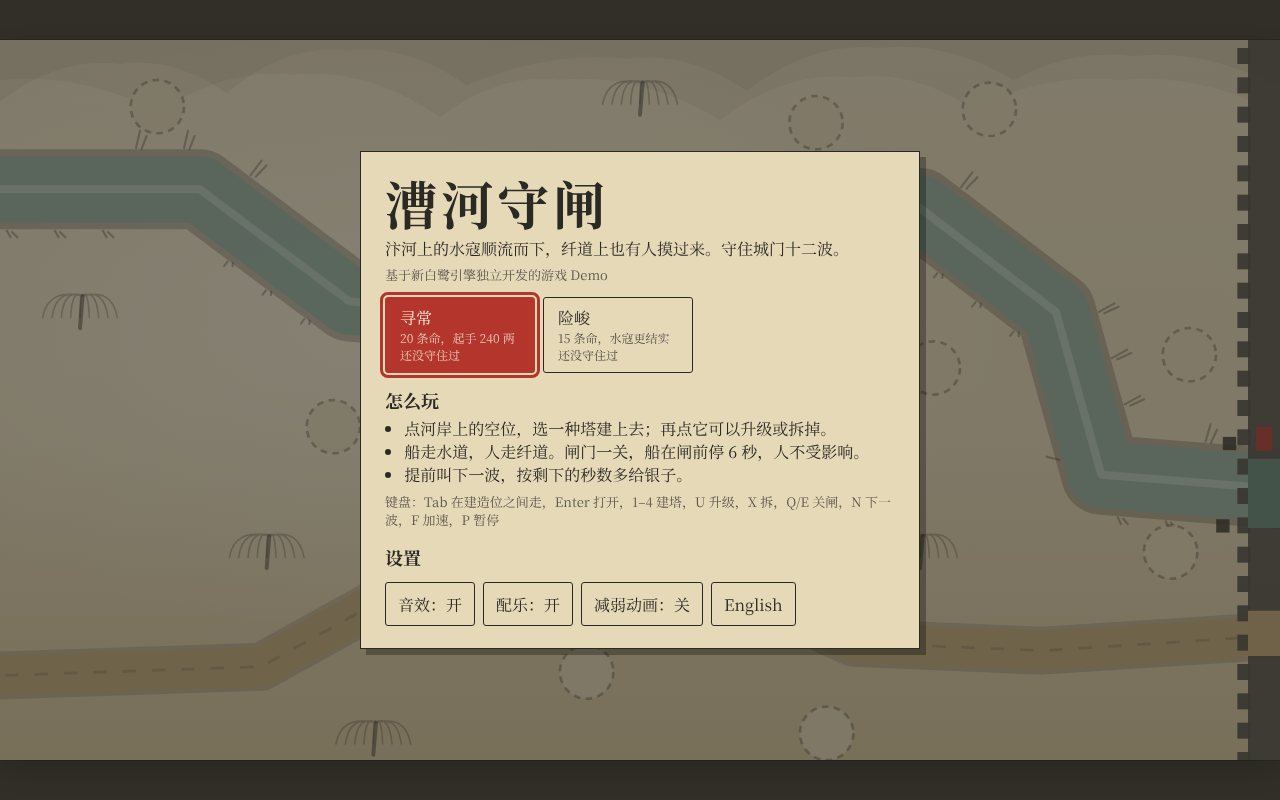 漕河守闸
汴河上的水寇顺流而下，纤道上也有人摸过来。守住城门十二波。
基于新白鹭引擎独立开发的游戏 Demo
寻常
20 条命，起手 240 两
还没守住过
险峻
15 条命，水寇更结实
还没守住过
怎么玩
点河岸上的空位，选一种塔建上去；再点它可以升级或拆掉。
船走水道，人走纤道。闸门一关，船在闸前停 6 秒，人不受影响。
提前叫下一波，按剩下的秒数多给银子。
键盘：Tab 在建造位之间走，Enter 打开，1–4 建塔，U 升级，X 拆，Q/E 关闸，N 下一
波，F 加速，P 暂停
设置
音效：开
配乐：开
减弱动画：关
English